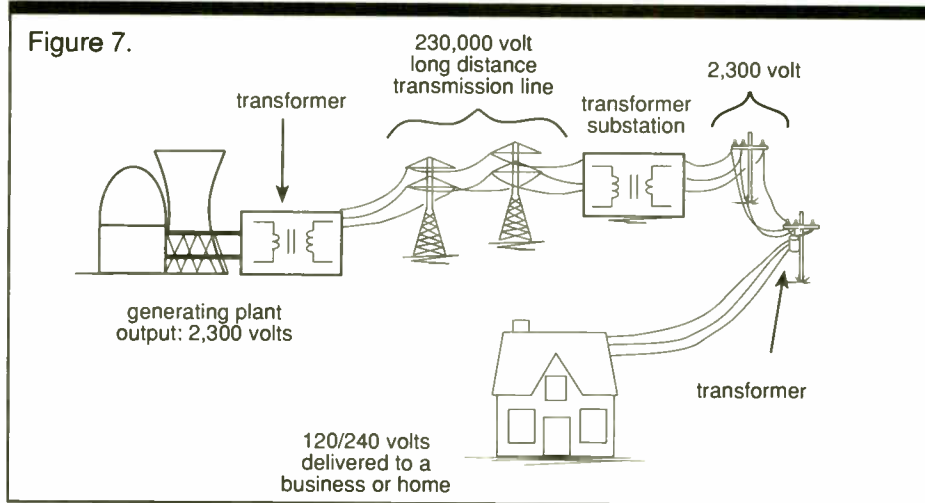 Figure 7.
230,000 volt
long distance
transmission line
2,300 volt
transformer
transformer
substation
generating plant
output: 2,300 volts
transformer
120/240 volts
delivered to a
business or home